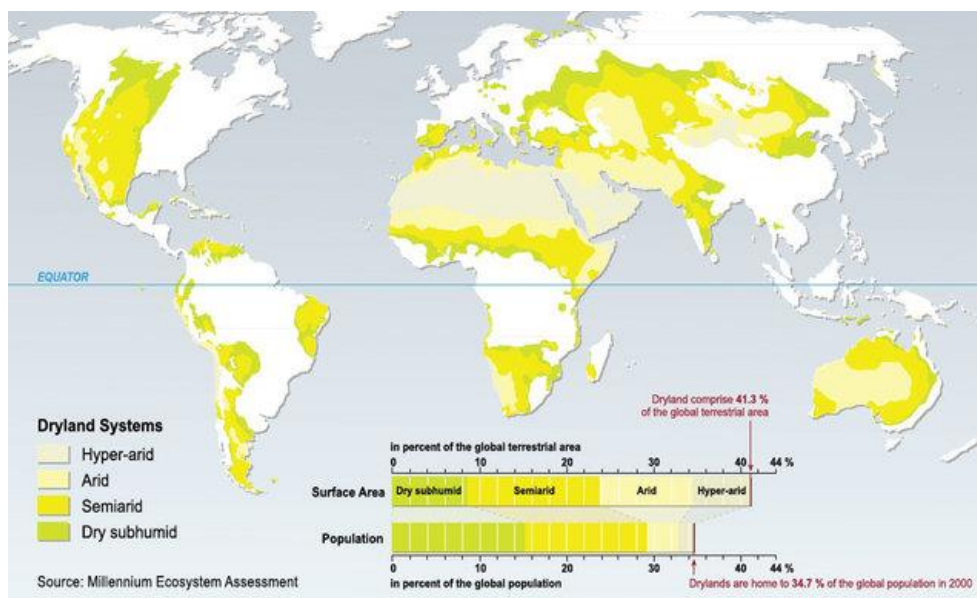 EQUATOR
Dryland comprise 41.3 %
of the global terrestrial area
Dryland Systems
Hyper-arid
Arid
Semiarid
Dry subhumid
in percent of the global terrestrial area
0 10 20 30 40 44 %
Surface Area
Dry subhumid Semiarid Arid Hyper-arid
Population
0 10 20 30 40 44 %
in percent of the global population
Drylands are home to 34.7 % of the global population in 2000
Source: Millennium Ecosystem Assessment